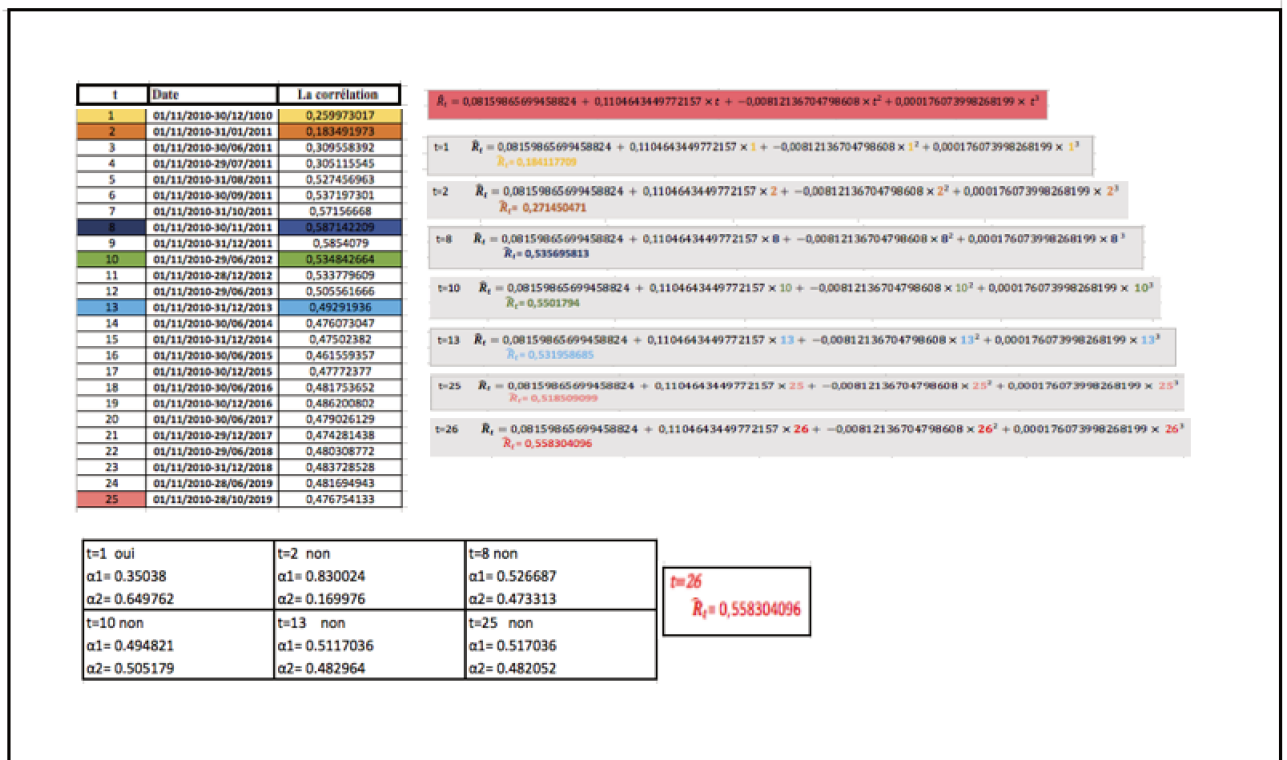 t Date La corrélation
1 01/11/2010-30/12/1010 0,259973017
2 01/11/2010-31/01/2011 0,183491973
3 01/11/2010-30/06/2011 0,309558392
4 01/11/2010-29/07/2011 0,305115545
5 01/11/2010-31/08/2011 0,527456963
6 01/11/2010-30/09/2011 0,537197301
7 01/11/2010-31/10/2011 0,57156668
8 01/11/2010-30/11/2011 0,587142209
9 01/11/2010-31/12/2011 0,5854079
10 01/11/2010-29/06/2012 0,534842664
11 01/11/2010-28/12/2012 0,533779609
12 01/11/2010-29/06/2013 0,505561666
13 01/11/2010-31/12/2013 0,49291936
14 01/11/2010-30/06/2014 0,476073047
15 01/11/2010-31/12/2014 0,47502382
16 01/11/2010-30/06/2015 0,461559357
17 01/11/2010-30/12/2015 0,47772377
18 01/11/2010-30/06/2016 0,481753652
19 01/11/2010-30/12/2016 0,486200802
20 01/11/2010-30/06/2017 0,479026129
21 01/11/2010-29/12/2017 0,474281438
22 01/11/2010-29/06/2018 0,480308772
23 01/11/2010-31/12/2018 0,483728528
24 01/11/2010-28/06/2019 0,481694943
25 01/11/2010-28/10/2019 0,476754133
R̂ₜ = 0,08159865699458824 + 0,1104643449772157 × t + −0,00812136704798608 × t² + 0,000176073998268199 × t³
t=1 R̂ₜ = 0,08159865699458824 + 0,1104643449772157 × 1 + −0,00812136704798608 × 1² + 0,000176073998268199 × 1³
R̂ₜ= 0,184117709
t=2 R̂ₜ = 0,08159865699458824 + 0,1104643449772157 × 2 + −0,00812136704798608 × 2² + 0,000176073998268199 × 2³
R̂ₜ= 0,271450471
t=8 R̂ₜ = 0,08159865699458824 + 0,1104643449772157 × 8 + −0,00812136704798608 × 8² + 0,000176073998268199 × 8³
R̂ₜ= 0,535695813
t=10 R̂ₜ = 0,08159865699458824 + 0,1104643449772157 × 10 + −0,00812136704798608 × 10² + 0,000176073998268199 × 10³
R̂ₜ= 0,5501794
t=13 R̂ₜ = 0,08159865699458824 + 0,1104643449772157 × 13 + −0,00812136704798608 × 13² + 0,000176073998268199 × 13³
R̂ₜ= 0,531958685
t=25 R̂ₜ = 0,08159865699458824 + 0,1104643449772157 × 25 + −0,00812136704798608 × 25² + 0,000176073998268199 × 25³
R̂ₜ= 0,518509099
t=26 R̂ₜ = 0,08159865699458824 + 0,1104643449772157 × 26 + −0,00812136704798608 × 26² + 0,000176073998268199 × 26³
R̂ₜ= 0,558304096
t=1 oui
α1= 0.35038
α2= 0.649762
t=2 non
α1= 0.830024
α2= 0.169976
t=8 non
α1= 0.526687
α2= 0.473313
t=10 non
α1= 0.494821
α2= 0.505179
t=13 non
α1= 0.5117036
α2= 0.482964
t=25 non
α1= 0.517036
α2= 0.482052
t=26
R̂ₜ= 0,558304096